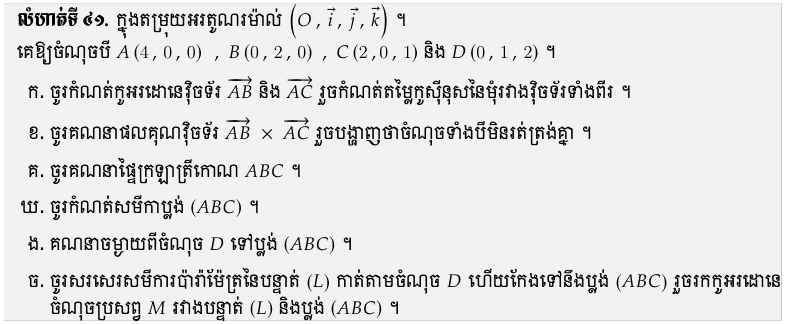 លំហាត់ទី ៤១. ក្នុងតម្រុយអរតូណរម៉ាល់ (O , i⃗ , j⃗ , k⃗) ។
គេឱ្យចំណុចបី A (4 , 0 , 0) , B (0 , 2 , 0) , C (2 ,0 , 1) និង D (0 , 1 , 2) ។
ក. ចូរកំណត់កូអរដោនេវ៉ិចទ័រ A⃗B⃗ និង A⃗C⃗ រួចកំណត់តម្លៃកូស៊ីនុសនៃមុំរវាងវ៉ិចទ័រទាំងពីរ ។
ខ. ចូរគណនាផលគុណវ៉ិចទ័រ A⃗B⃗ × A⃗C⃗ រួចបង្ហាញថាចំណុចទាំងបីមិនរត់ត្រង់គ្នា ។
គ. ចូរគណនាផ្ទៃក្រឡាត្រីកោណ ABC ។
ឃ. ចូរកំណត់សមីកាប្លង់ (ABC) ។
ង. គណនាចម្ងាយពីចំណុច D ទៅប្លង់ (ABC) ។
ច. ចូរសរសេរសមីការប៉ារ៉ាម៉ែត្រនៃបន្ទាត់ (L) កាត់តាមចំណុច D ហើយកែងទៅនឹងប្លង់ (ABC) រួចរកកូអរដោនេ
ចំណុចប្រសព្វ M រវាងបន្ទាត់ (L) និងប្លង់ (ABC) ។